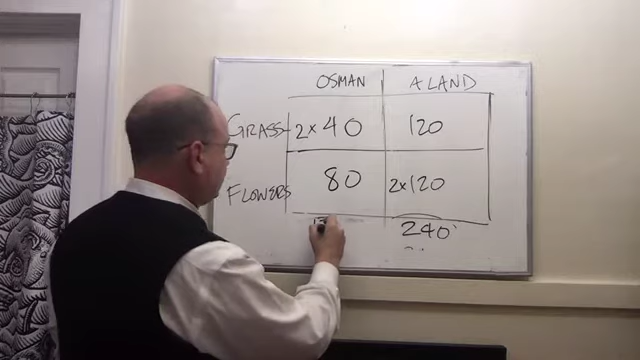 OSMAN ALAND
GRASS 2×40 120
FLOWERS 80 2×120
240